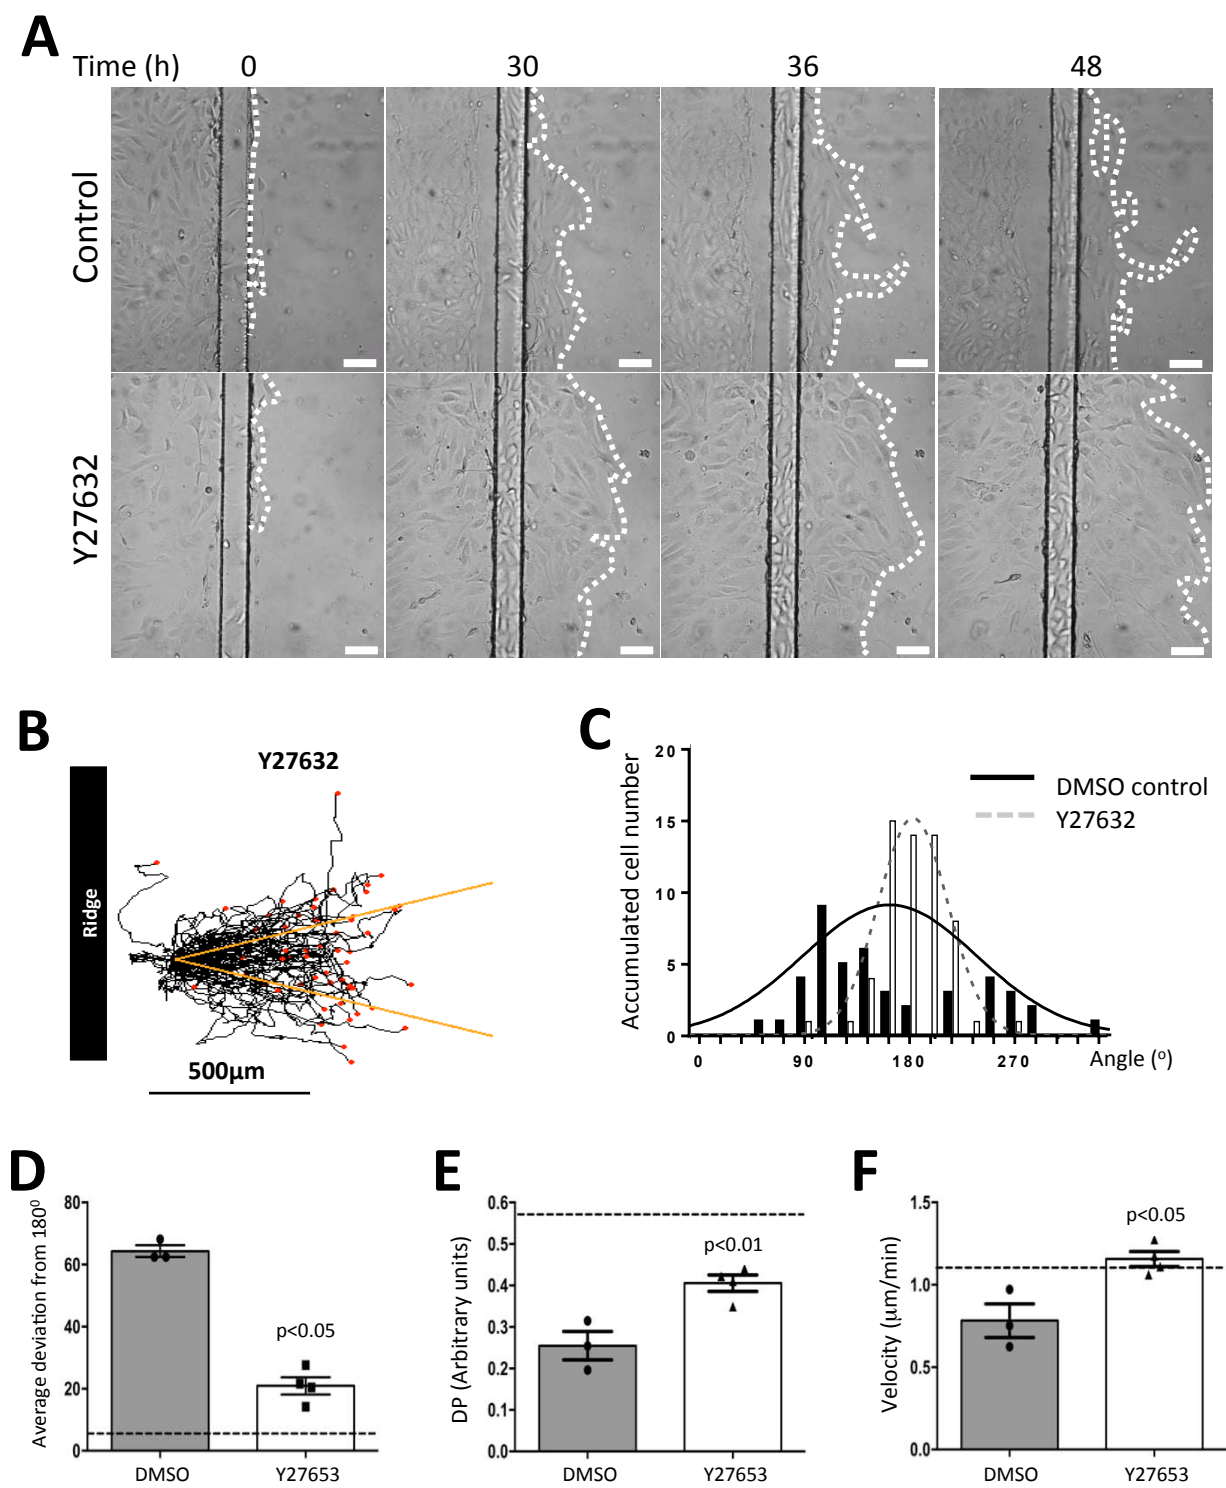 A
Time (h) 0 30 36 48
Control
Y27632
B
Y27632
Ridge
500μm
C
Accumulated cell number
20
15
10
5
0
0 90 180 270 Angle (o)
DMSO control
Y27632
D
Average deviation from 180⁰
80
60
40
20
0
p<0.05
DMSO Y27653
E
DP (Arbitrary units)
0.6
0.5
0.4
0.3
0.2
0.1
0.0
p<0.01
DMSO Y27653
F
Velocity (μm/min)
1.5
1.0
0.5
0.0
p<0.05
DMSO Y27653